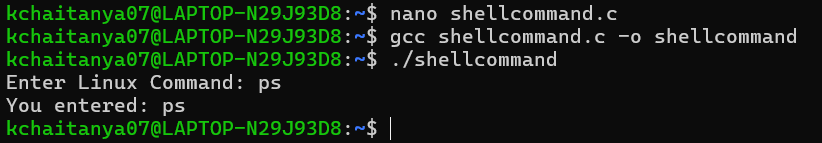 kchaitanya07@LAPTOP-N29J93D8:~$ nano shellcommand.c
kchaitanya07@LAPTOP-N29J93D8:~$ gcc shellcommand.c -o shellcommand
kchaitanya07@LAPTOP-N29J93D8:~$ ./shellcommand
Enter Linux Command: ps
You entered: ps
kchaitanya07@LAPTOP-N29J93D8:~$